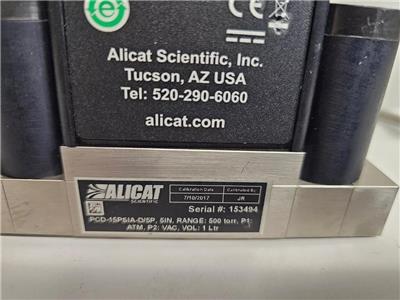 Alicat Scientific, Inc.
Tucson, AZ USA
Tel: 520-290-6060
alicat.com
ALICAT
SCIENTIFIC
Calibration Date
Calibrated By
7/10/2017
JR
Serial #: 153494
PCD-15PSIA-D/5P, 5IN, RANGE: 500 torr, P1:
ATM, P2: VAC, VOL: 1 Ltr